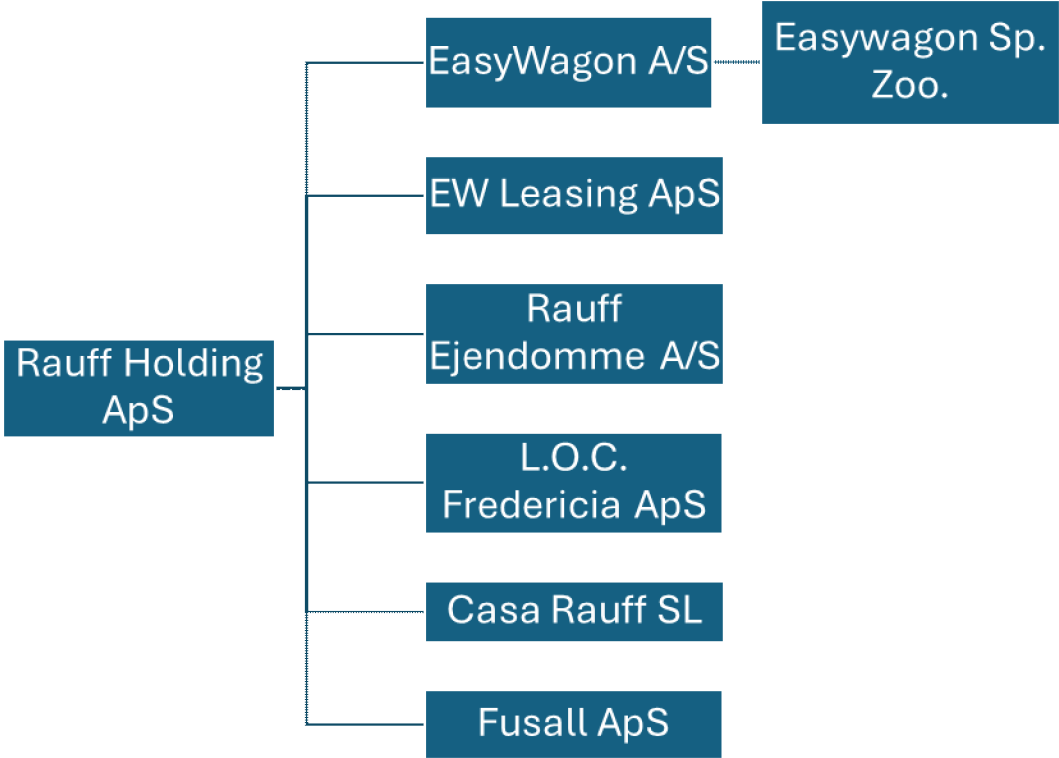 Rauff Holding
ApS
EasyWagon A/S
Easywagon Sp.
Zoo.
EW Leasing ApS
Rauff
Ejendomme A/S
L.O.C.
Fredericia ApS
Casa Rauff SL
Fusall ApS